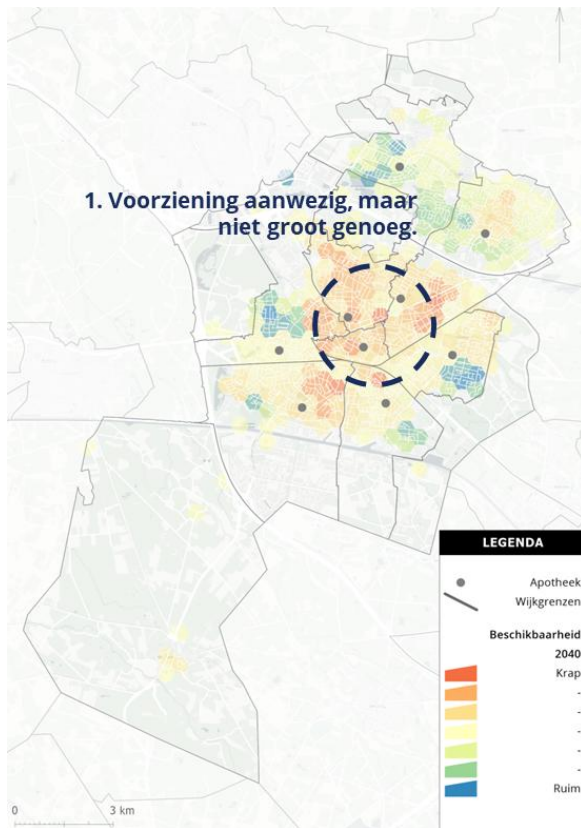 1. Voorziening aanwezig, maar
niet groot genoeg.
LEGENDA
Apotheek
Wijkgrenzen
Beschikbaarheid
2040
Krap
-
-
-
-
-
Ruim
0 3 km